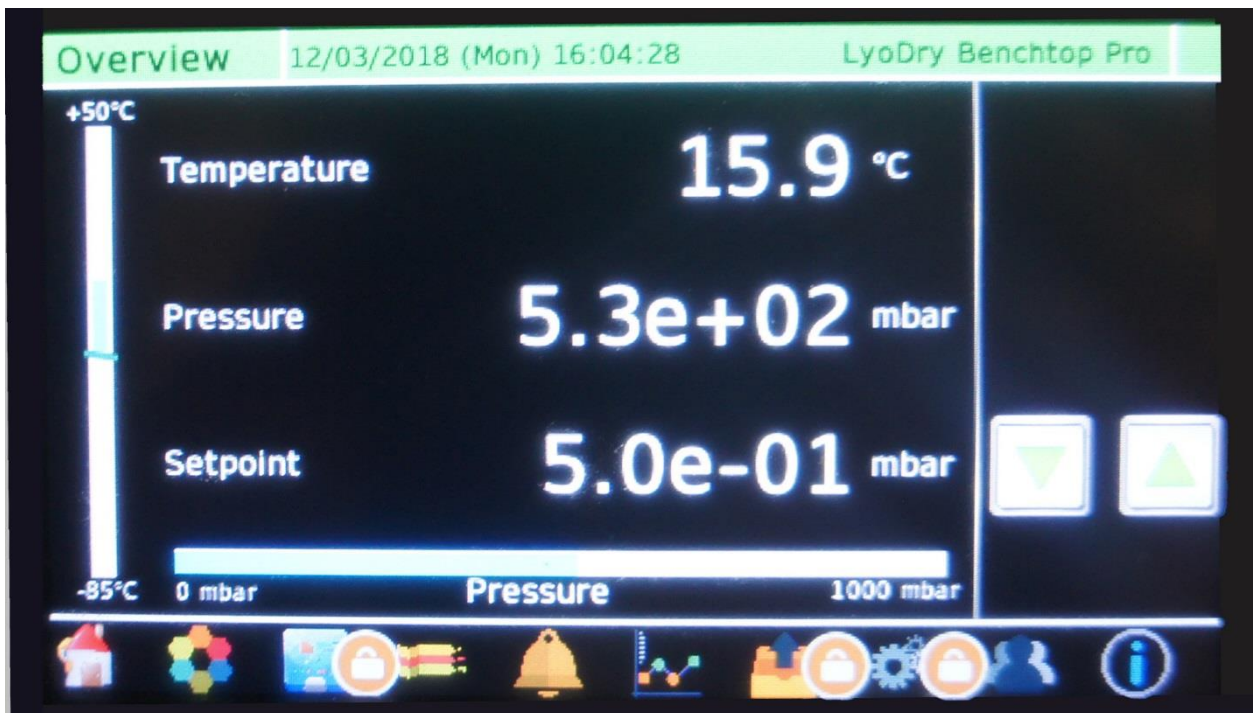 Overview 12/03/2018 (Mon) 16:04:28 LyoDry Benchtop Pro
+50°C
Temperature 15.9 °C
Pressure 5.3e+02 mbar
Setpoint 5.0e-01 mbar
-85°C 0 mbar Pressure 1000 mbar